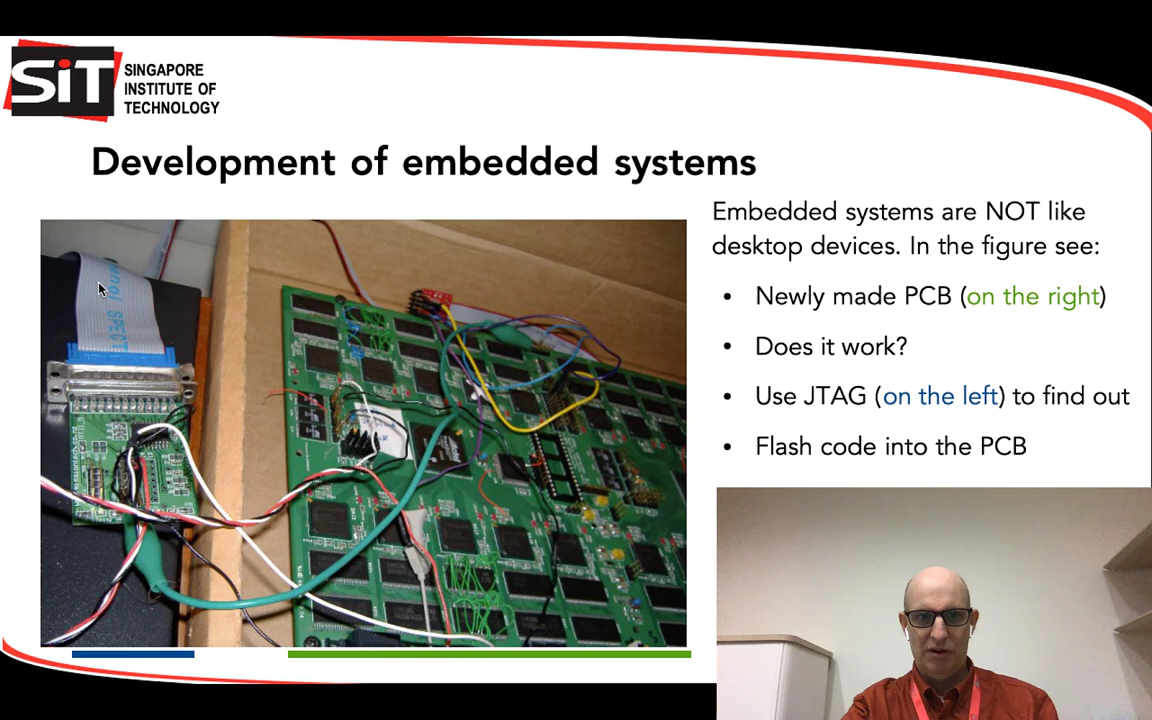 SiT
SINGAPORE
INSTITUTE OF
TECHNOLOGY
Development of embedded systems
Embedded systems are NOT like
desktop devices. In the figure see:
• Newly made PCB (on the right)
• Does it work?
• Use JTAG (on the left) to find out
• Flash code into the PCB